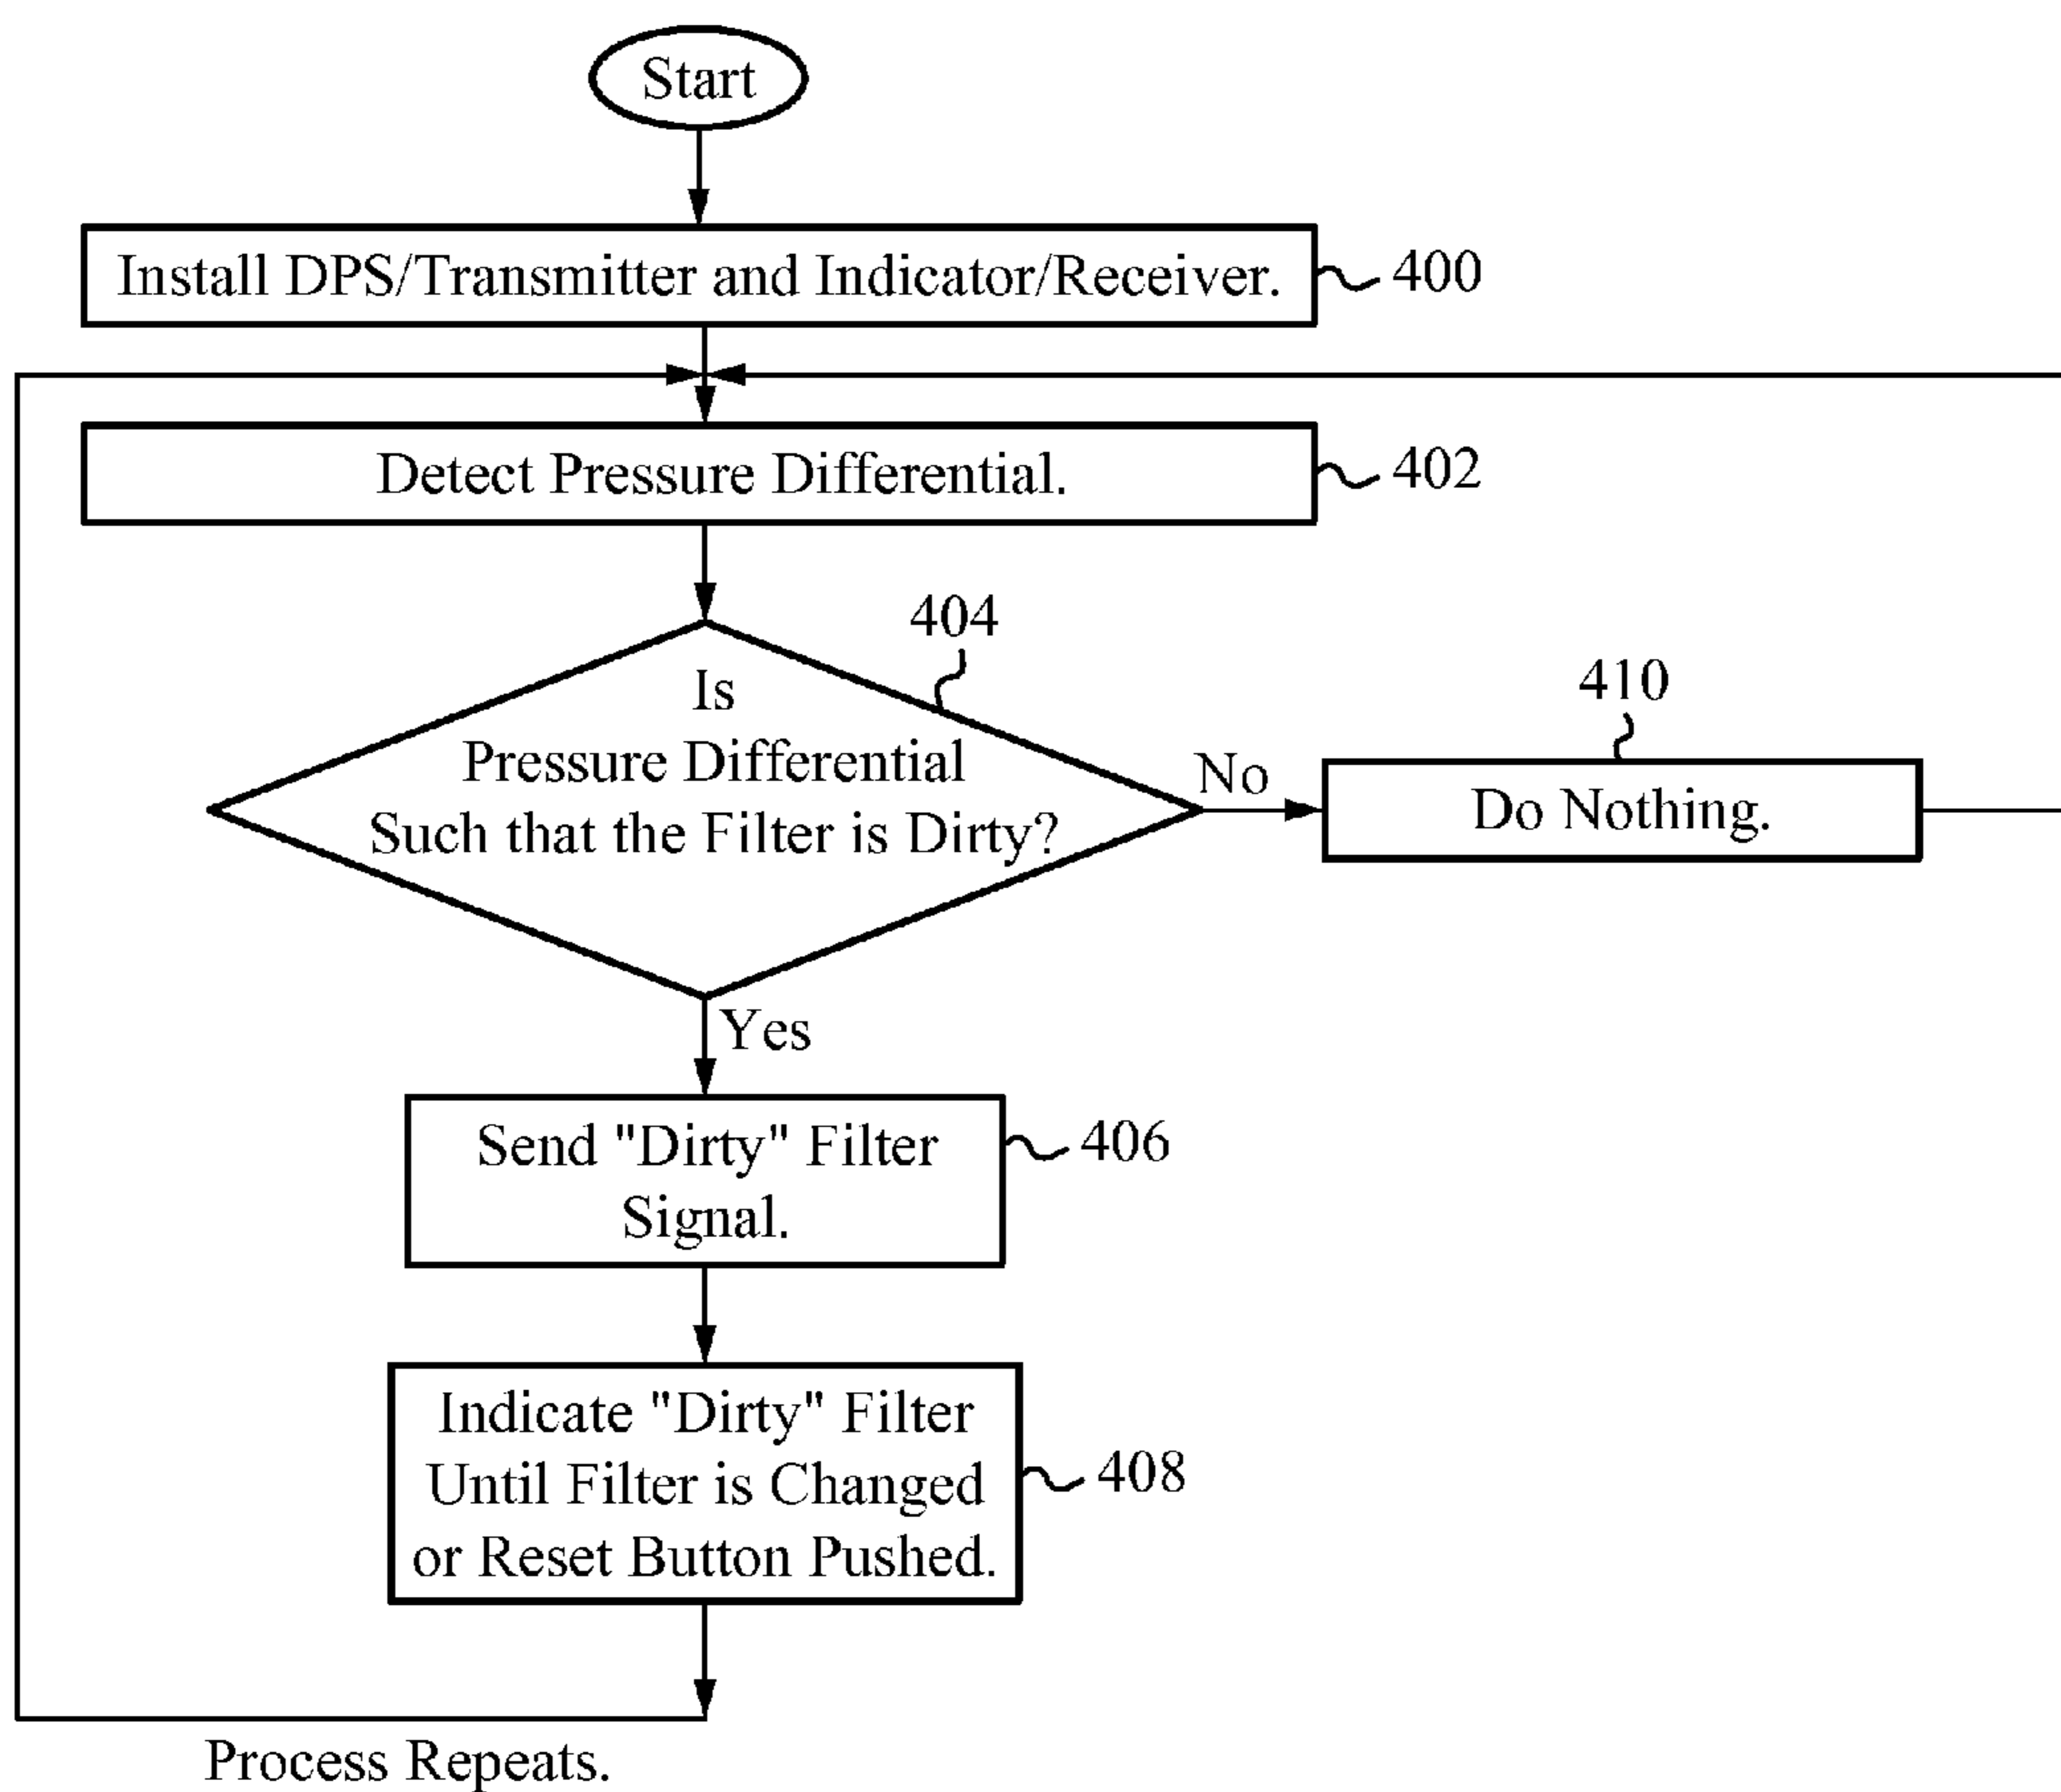 Start
Install DPS/Transmitter and Indicator/Receiver.
400
Detect Pressure Differential.
402
404
Is
Pressure Differential
Such that the Filter is Dirty?
No
410
Do Nothing.
Yes
Send "Dirty" Filter
Signal.
406
Indicate "Dirty" Filter
Until Filter is Changed
or Reset Button Pushed.
408
Process Repeats.